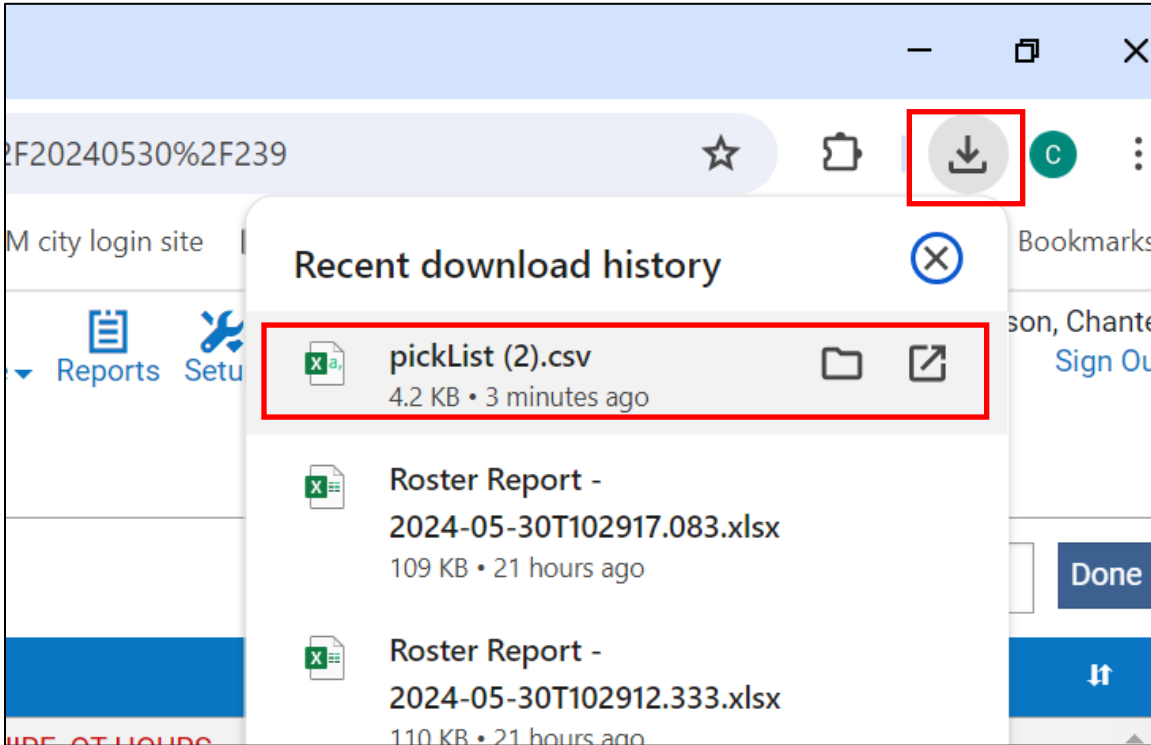 2F20240530%2F239
C
M city login site
Bookmarks
Recent download history
son, Chante
Reports Setu
Sign Ou
pickList (2).csv
4.2 KB • 3 minutes ago
Roster Report -
2024-05-30T102917.083.xlsx
109 KB • 21 hours ago
Done
Roster Report -
2024-05-30T102912.333.xlsx
110 KB • 21 hours ago
OT HOURS